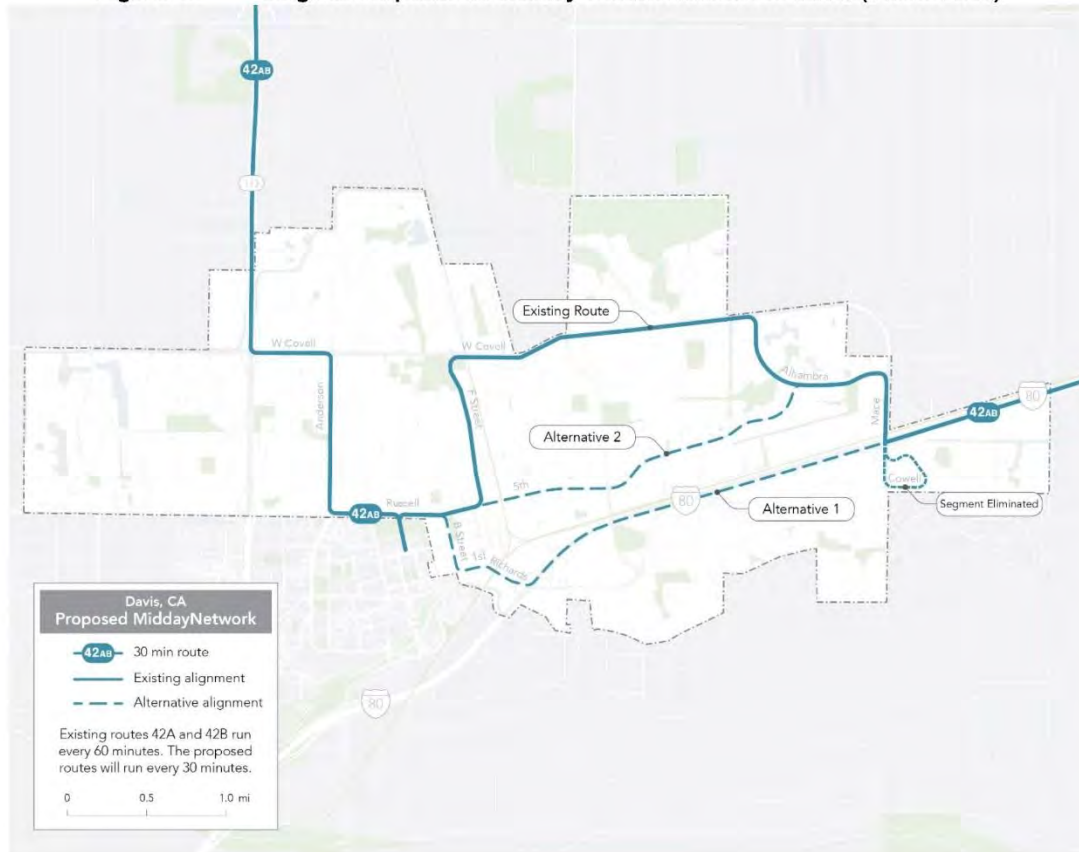 42AB
113
Existing Route
W Covell
W Covell
Anderson
F Street
Alhambra
Mace
80
42AB
Alternative 2
5th
Cowell
80
Alternative 1
Segment Eliminated
42AB
Russell
B Street
1st
Richards
80
Davis, CA
Proposed MiddayNetwork
42AB 30 min route
Existing alignment
Alternative alignment
Existing routes 42A and 42B run
every 60 minutes. The proposed
routes will run every 30 minutes.
0 0.5 1.0 mi